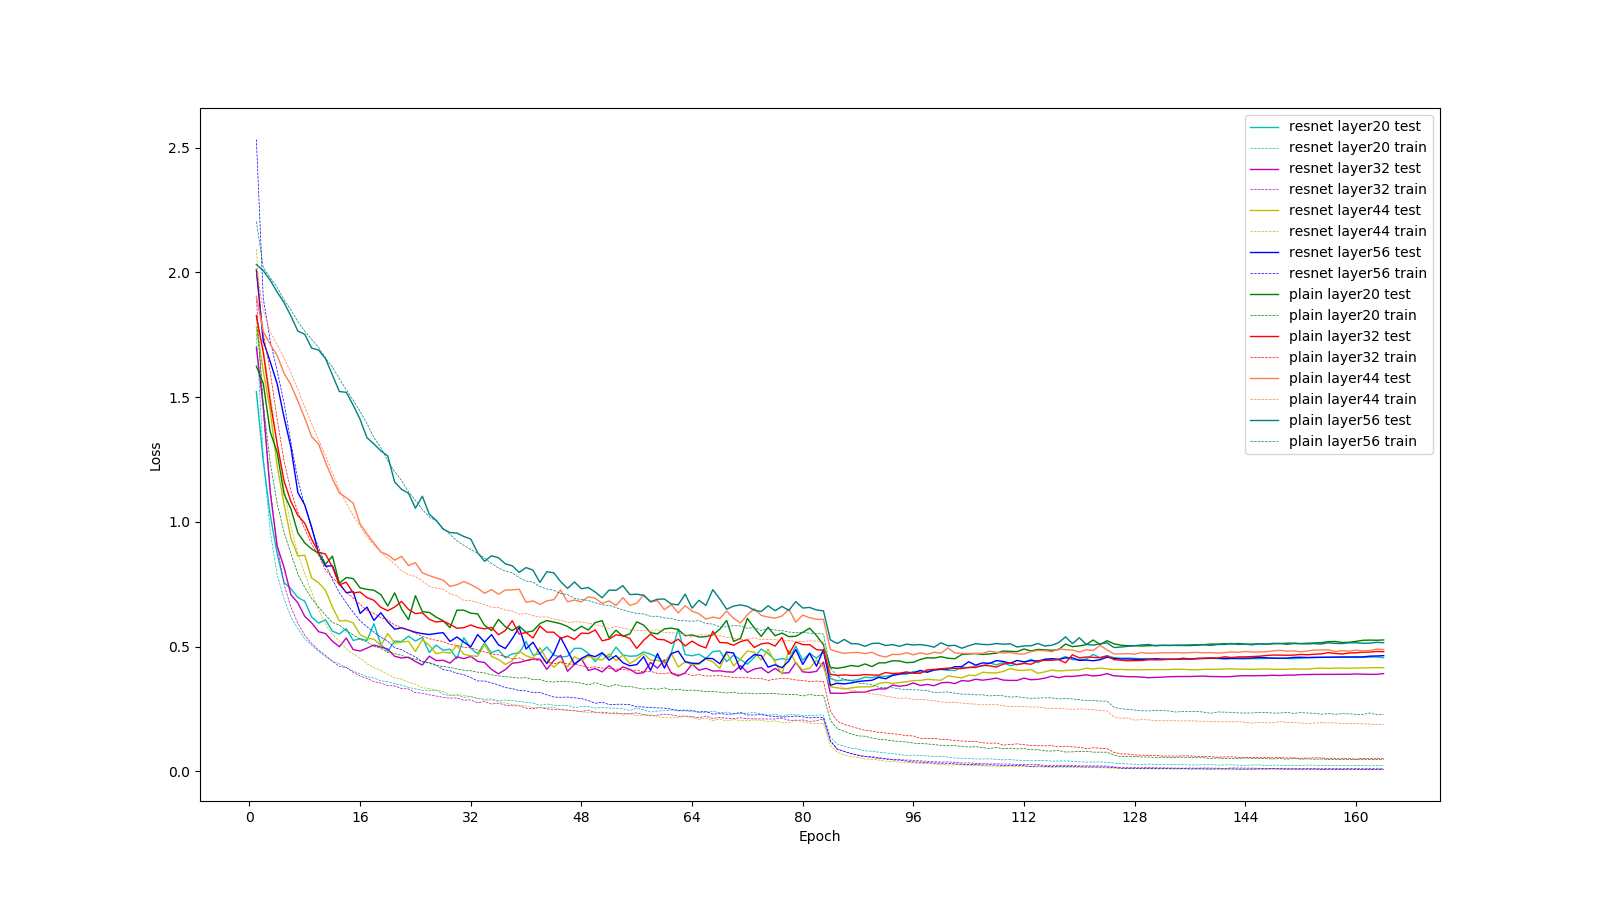 2.5
2.0
1.5
1.0
0.5
0.0
Loss
0
16
32
48
64
80
96
112
128
144
160
Epoch
resnet layer20 test
resnet layer20 train
resnet layer32 test
resnet layer32 train
resnet layer44 test
resnet layer44 train
resnet layer56 test
resnet layer56 train
plain layer20 test
plain layer20 train
plain layer32 test
plain layer32 train
plain layer44 test
plain layer44 train
plain layer56 test
plain layer56 train